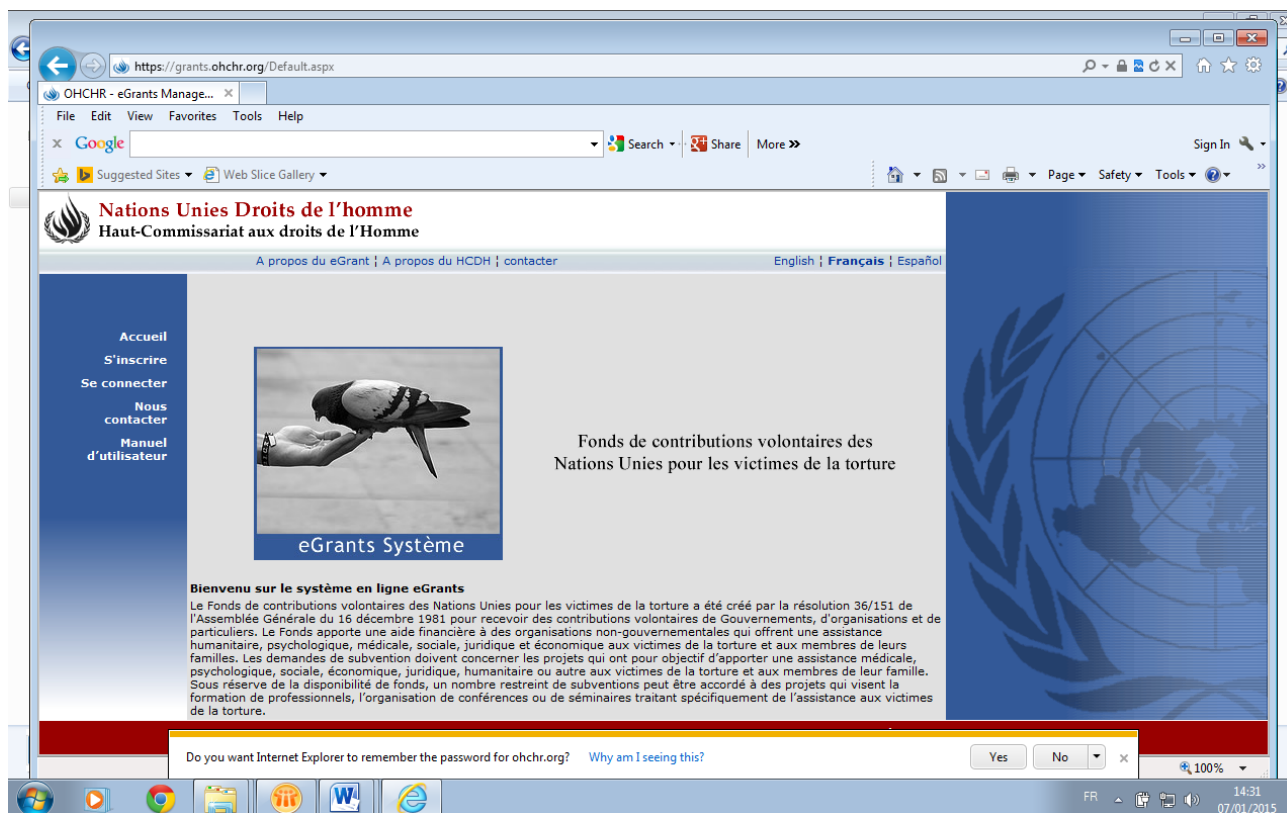 https://grants.ohchr.org/Default.aspx
OHCHR - eGrants Manage...
File Edit View Favorites Tools Help
Google Search Share More » Sign In
Suggested Sites Web Slice Gallery Page Safety Tools
Nations Unies Droits de l'homme
Haut-Commissariat aux droits de l'Homme
A propos du eGrant ¦ A propos du HCDH ¦ contacter English ¦ Français ¦ Español
Accueil
S'inscrire
Se connecter
Nous
contacter
Manuel
d'utilisateur
Fonds de contributions volontaires des
Nations Unies pour les victimes de la torture
eGrants Système
Bienvenu sur le système en ligne eGrants
Le Fonds de contributions volontaires des Nations Unies pour les victimes de la torture a été créé par la résolution 36/151 de
l'Assemblée Générale du 16 décembre 1981 pour recevoir des contributions volontaires de Gouvernements, d'organisations et de
particuliers. Le Fonds apporte une aide financière à des organisations non-gouvernementales qui offrent une assistance
humanitaire, psychologique, médicale, sociale, juridique et économique aux victimes de la torture et aux membres de leurs
familles. Les demandes de subvention doivent concerner les projets qui ont pour objectif d'apporter une assistance médicale,
psychologique, sociale, économique, juridique, humanitaire ou autre aux victimes de la torture et aux membres de leur famille.
Sous réserve de la disponibilité de fonds, un nombre restreint de subventions peut être accordé à des projets qui visent la
formation de professionnels, l'organisation de conférences ou de séminaires traitant spécifiquement de l'assistance aux victimes
de la torture.
Do you want Internet Explorer to remember the password for ohchr.org? Why am I seeing this? Yes No
100%
FR 14:31
07/01/2015